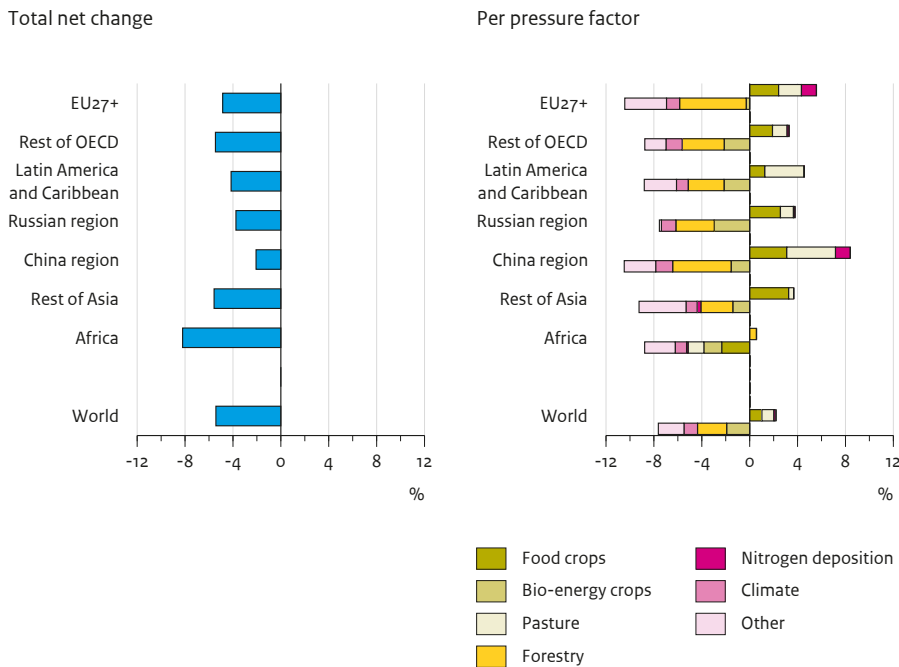 Total net change
EU27+
Rest of OECD
Latin America
and Caribbean
Russian region
China region
Rest of Asia
Africa
World
-12 -8 -4 0 4 8 12
%
Per pressure factor
EU27+
Rest of OECD
Latin America
and Caribbean
Russian region
China region
Rest of Asia
Africa
World
-12 -8 -4 0 4 8 12
%
Food crops
Bio-energy crops
Pasture
Forestry
Nitrogen deposition
Climate
Other